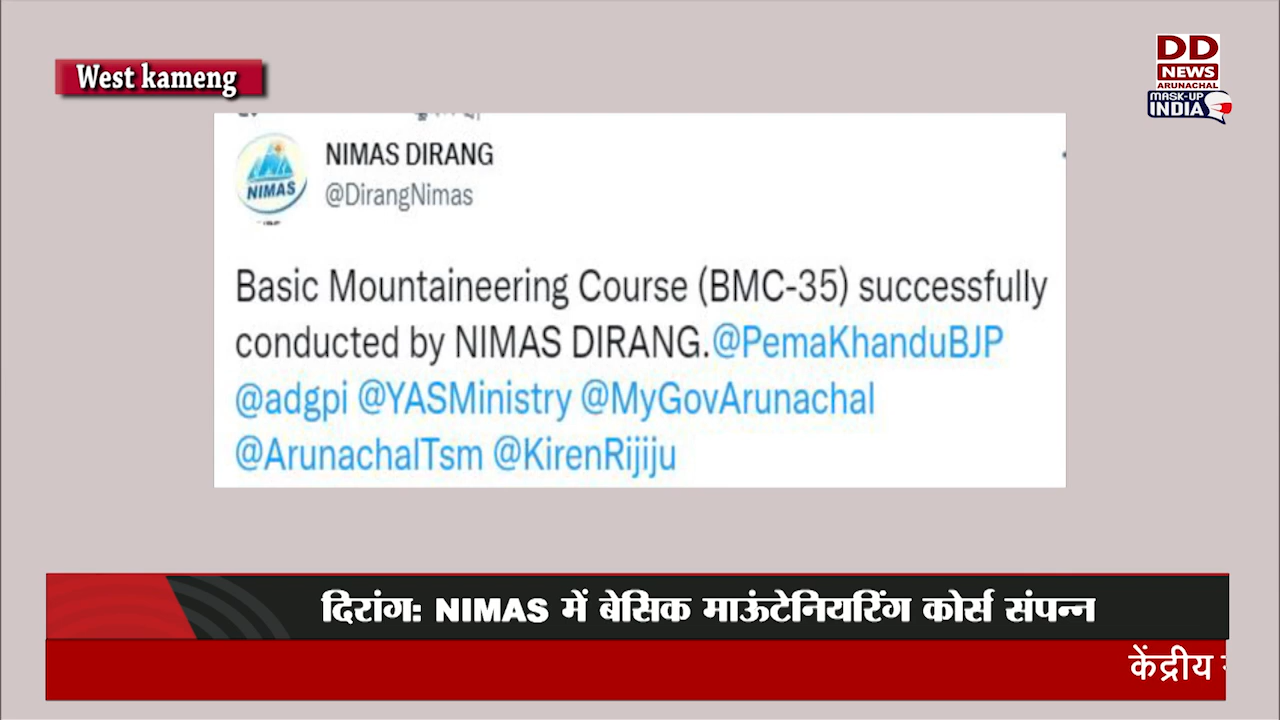 West kameng
DD
NEWS
ARUNACHAL
MASK-UP
INDIA
NIMAS
NIMAS DIRANG
@DirangNimas
Basic Mountaineering Course (BMC-35) successfully
conducted by NIMAS DIRANG.@PemaKhanduBJP
@adgpi @YASMinistry @MyGovArunachal
@ArunachalTsm @KirenRijiju
दिरांग: NIMAS में बेसिक माऊंटेनियरिंग कोर्स संपन्न
केंद्रीय